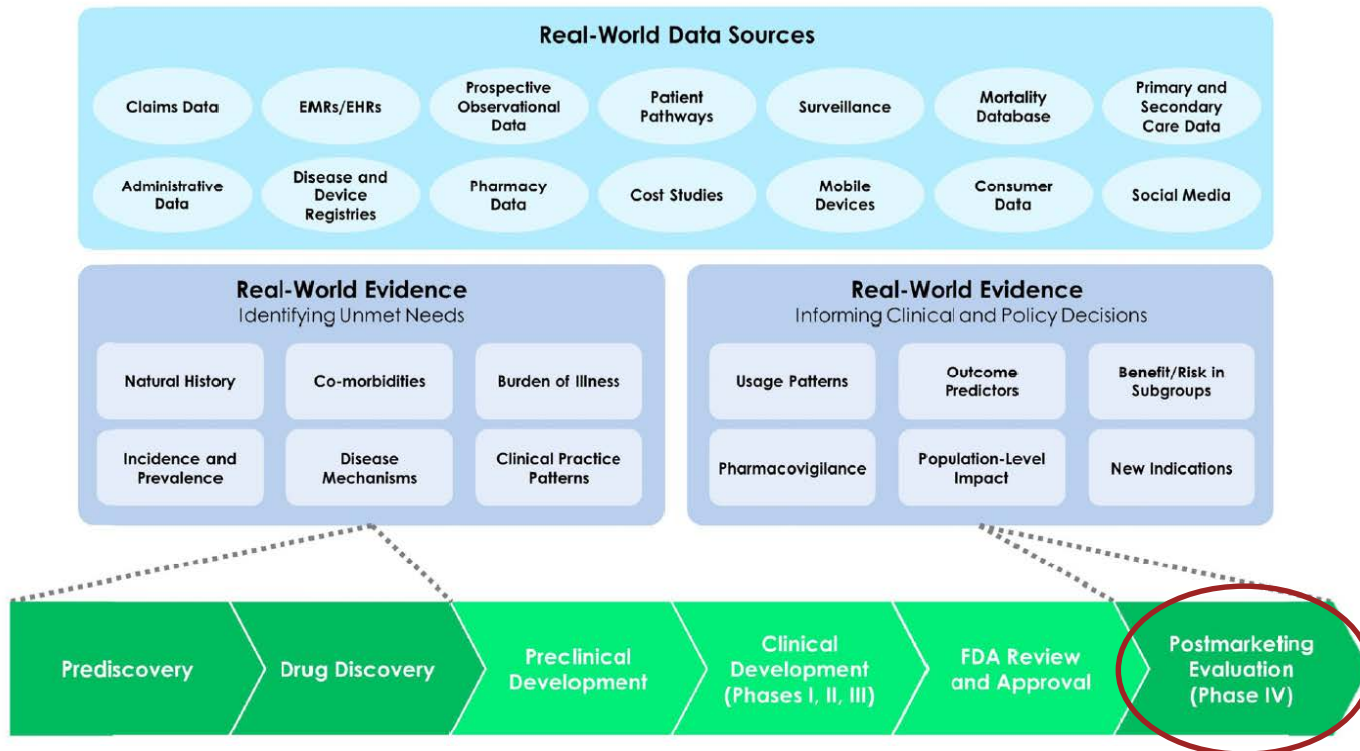 Real-World Data Sources
Claims Data
EMRs/EHRs
Prospective
Observational
Data
Patient
Pathways
Surveillance
Mortality
Database
Primary and
Secondary
Care Data
Administrative
Data
Disease and
Device
Registries
Pharmacy
Data
Cost Studies
Mobile
Devices
Consumer
Data
Social Media
Real-World Evidence
Identifying Unmet Needs
Natural History
Co-morbidities
Burden of Illness
Incidence and
Prevalence
Disease
Mechanisms
Clinical Practice
Patterns
Real-World Evidence
Informing Clinical and Policy Decisions
Usage Patterns
Outcome
Predictors
Benefit/Risk in
Subgroups
Pharmacovigilance
Population-Level
Impact
New Indications
Prediscovery
Drug Discovery
Preclinical
Development
Clinical
Development
(Phases I, II, III)
FDA Review
and Approval
Postmarketing
Evaluation
(Phase IV)